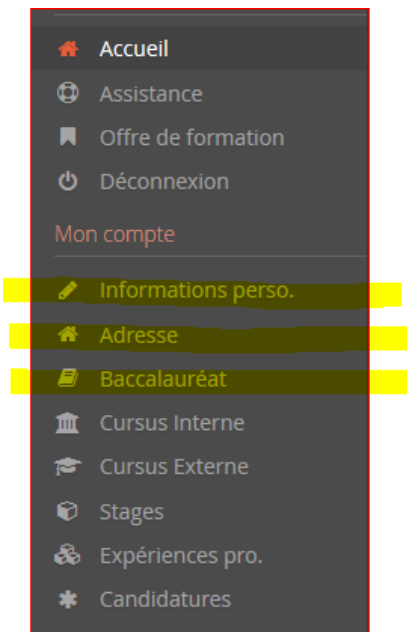 Accueil
Assistance
Offre de formation
Déconnexion
Mon compte
Informations perso.
Adresse
Baccalauréat
Cursus Interne
Cursus Externe
Stages
Expériences pro.
Candidatures